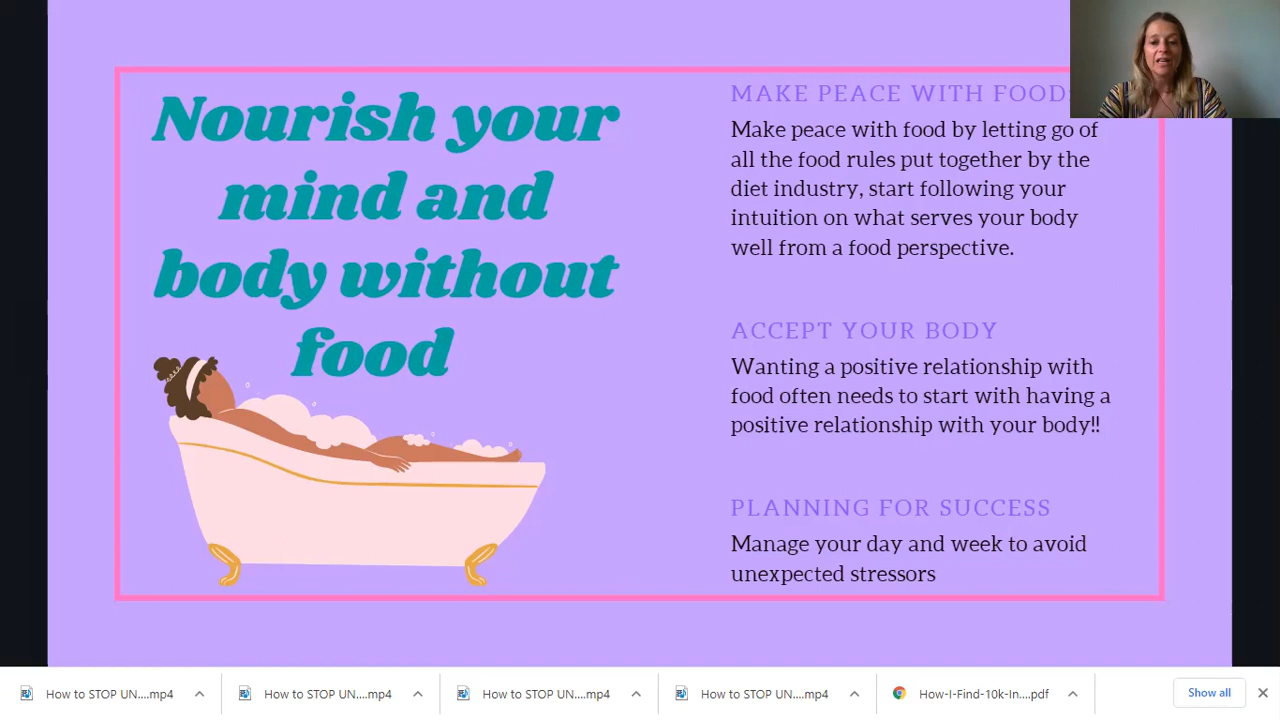 Nourish your
mind and
body without
food
MAKE PEACE WITH FOOD
Make peace with food by letting go of
all the food rules put together by the
diet industry, start following your
intuition on what serves your body
well from a food perspective.
ACCEPT YOUR BODY
Wanting a positive relationship with
food often needs to start with having a
positive relationship with your body!!
PLANNING FOR SUCCESS
Manage your day and week to avoid
unexpected stressors
How to STOP UN....mp4
How to STOP UN....mp4
How to STOP UN....mp4
How to STOP UN....mp4
How-I-Find-10k-In....pdf
Show all